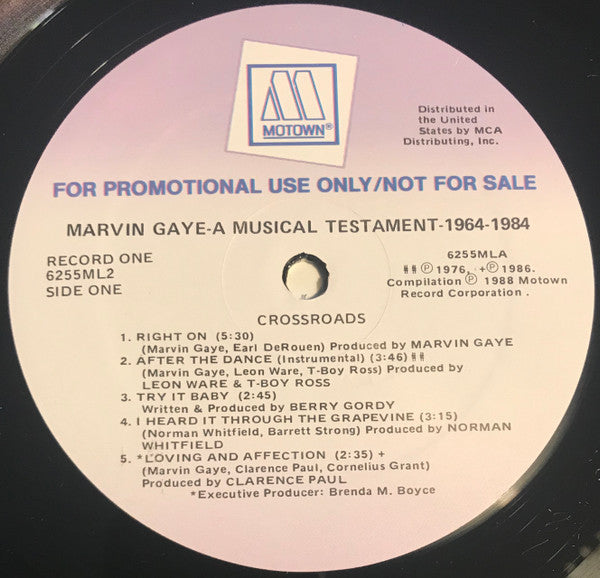 MOTOWN®
Distributed in
the United
States by MCA
Distributing, Inc.
FOR PROMOTIONAL USE ONLY/NOT FOR SALE
MARVIN GAYE-A MUSICAL TESTAMENT-1964-1984
RECORD ONE
6255ML2
SIDE ONE
6255MLA
⌗⌗ ℗ 1976, +℗ 1986.
Compilation ℗ 1988 Motown
Record Corporation .
CROSSROADS
1. RIGHT ON (5:30)
(Marvin Gaye, Earl DeRouen) Produced by MARVIN GAYE
2. AFTER THE DANCE (Instrumental) (3:46) ⌗⌗
(Marvin Gaye, Leon Ware, T-Boy Ross) Produced by
LEON WARE & T-BOY ROSS
3. TRY IT BABY (2:45)
Written & Produced by BERRY GORDY
4. I HEARD IT THROUGH THE GRAPEVINE (3:15)
(Norman Whitfield, Barrett Strong) Produced by NORMAN
WHITFIELD
5. *LOVING AND AFFECTION (2:35) +
(Marvin Gaye, Clarence Paul, Cornelius Grant)
Produced by CLARENCE PAUL
*Executive Producer: Brenda M. Boyce